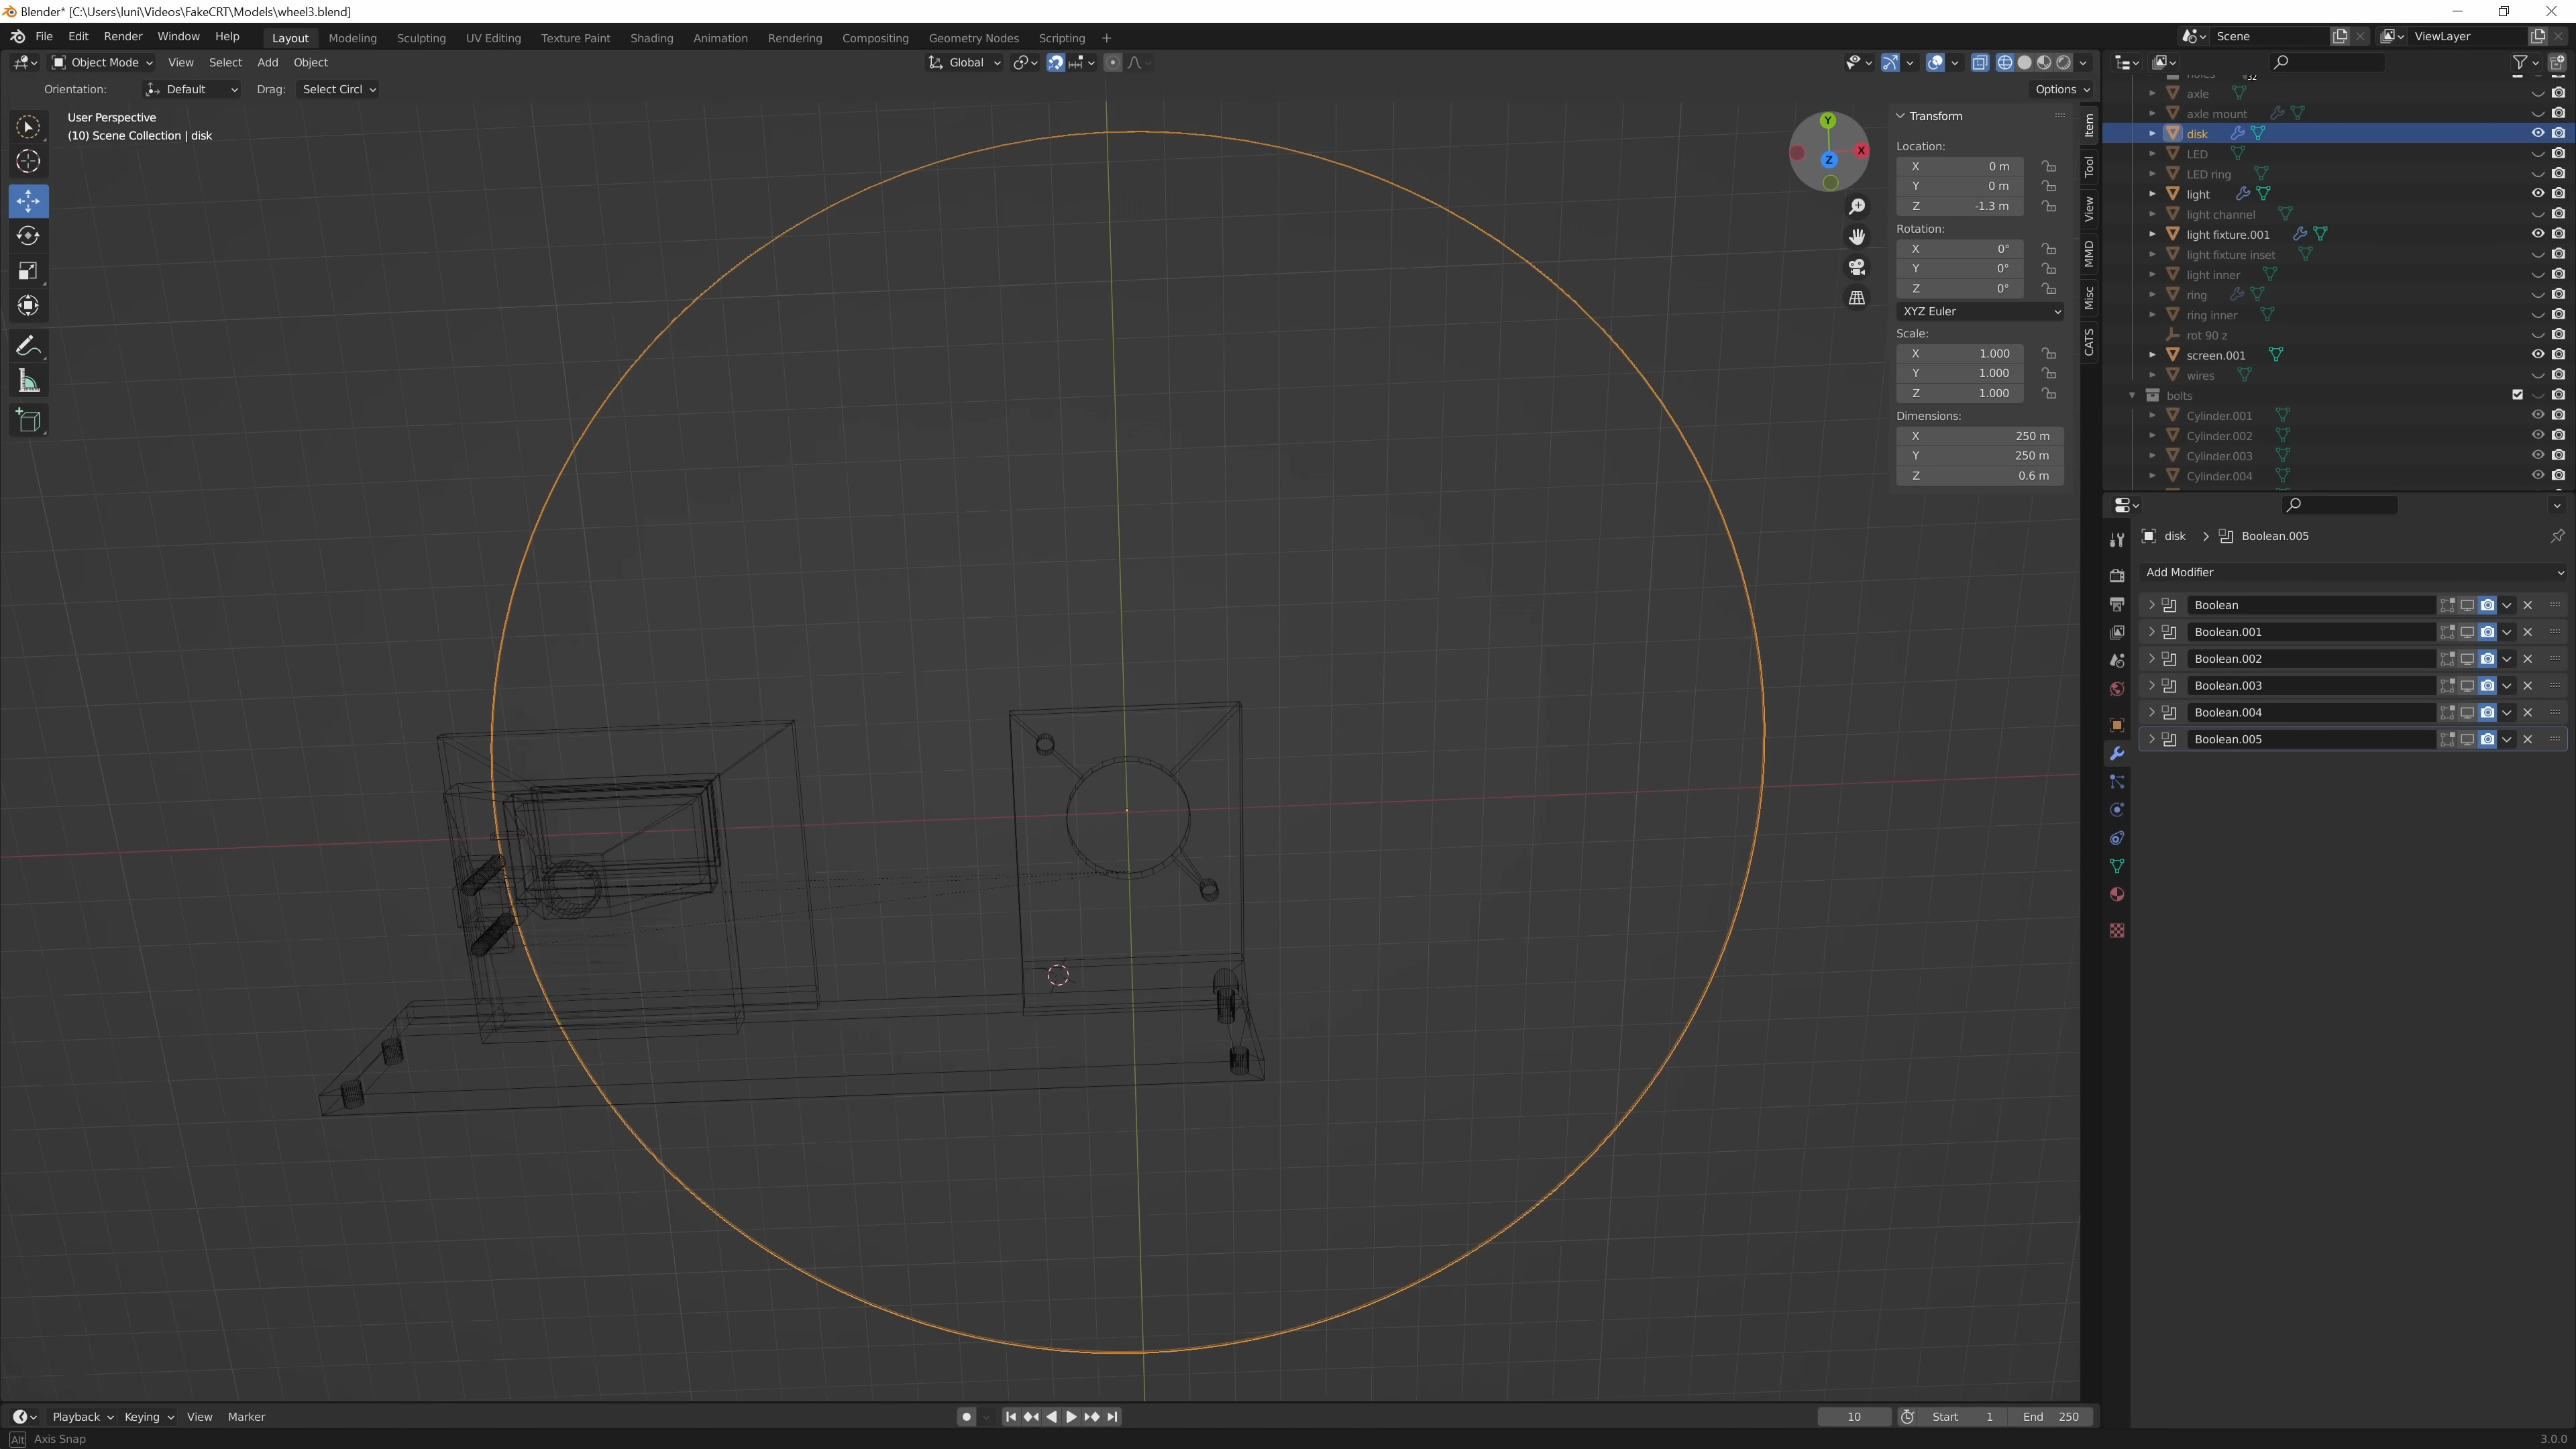 Blender* [C:\Users\luni\Videos\FakeCRT\Models\wheel3.blend]
File Edit Render Window Help Layout Modeling Sculpting UV Editing Texture Paint Shading Animation Rendering Compositing Geometry Nodes Scripting + Scene ViewLayer
Object Mode View Select Add Object Global
Orientation: Default Drag: Select Circl Options
User Perspective
(10) Scene Collection | disk
Y
X
Z
Transform
Location:
X 0 m
Y 0 m
Z -1.3 m
Rotation:
X 0°
Y 0°
Z 0°
XYZ Euler
Scale:
X 1.000
Y 1.000
Z 1.000
Dimensions:
X 250 m
Y 250 m
Z 0.6 m
Item
Tool
View
MMD
Misc
CATS
32
axle
axle mount
disk
LED
LED ring
light
light channel
light fixture.001
light fixture inset
light inner
ring
ring inner
rot 90 z
screen.001
wires
bolts
Cylinder.001
Cylinder.002
Cylinder.003
Cylinder.004
disk Boolean.005
Add Modifier
Boolean
Boolean.001
Boolean.002
Boolean.003
Boolean.004
Boolean.005
Playback Keying View Marker 10 Start 1 End 250
Alt Axis Snap 3.0.0